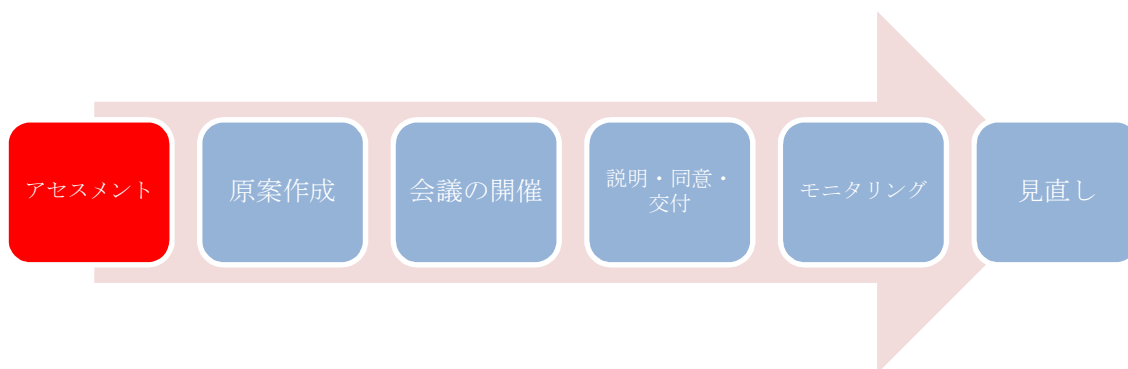 アセスメント
原案作成
会議の開催
説明・同意・
交付
モニタリング
見直し